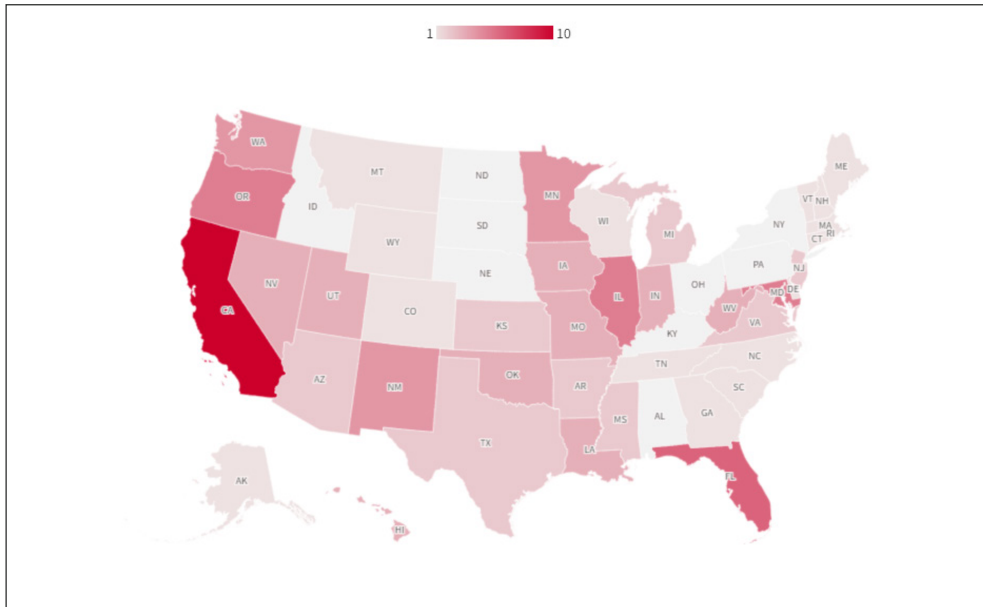 1 10
WA
MT
ND
MN
ME
OR
ID
SD
WI
MI
VT NH
NY
MA
RI
CT
WY
NE
IA
PA
NJ
NV
UT
CO
IL
IN
OH
MD DE
WV
CA
KS
MO
KY
VA
AZ
NM
OK
AR
TN
NC
SC
TX
MS
AL
GA
LA
FL
AK
HI